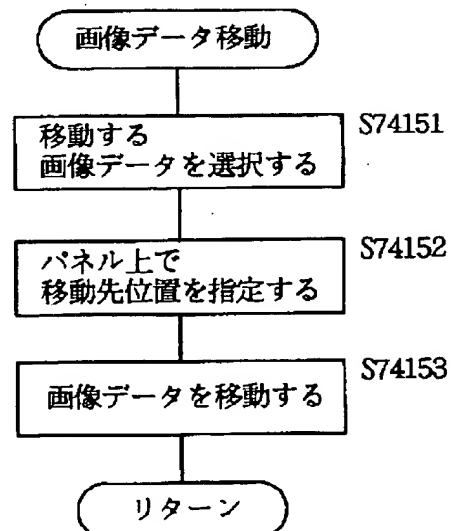 画像データ移動
移動する
画像データを選択する
S74151
パネル上で
移動先位置を指定する
S74152
画像データを移動する
S74153
リターン